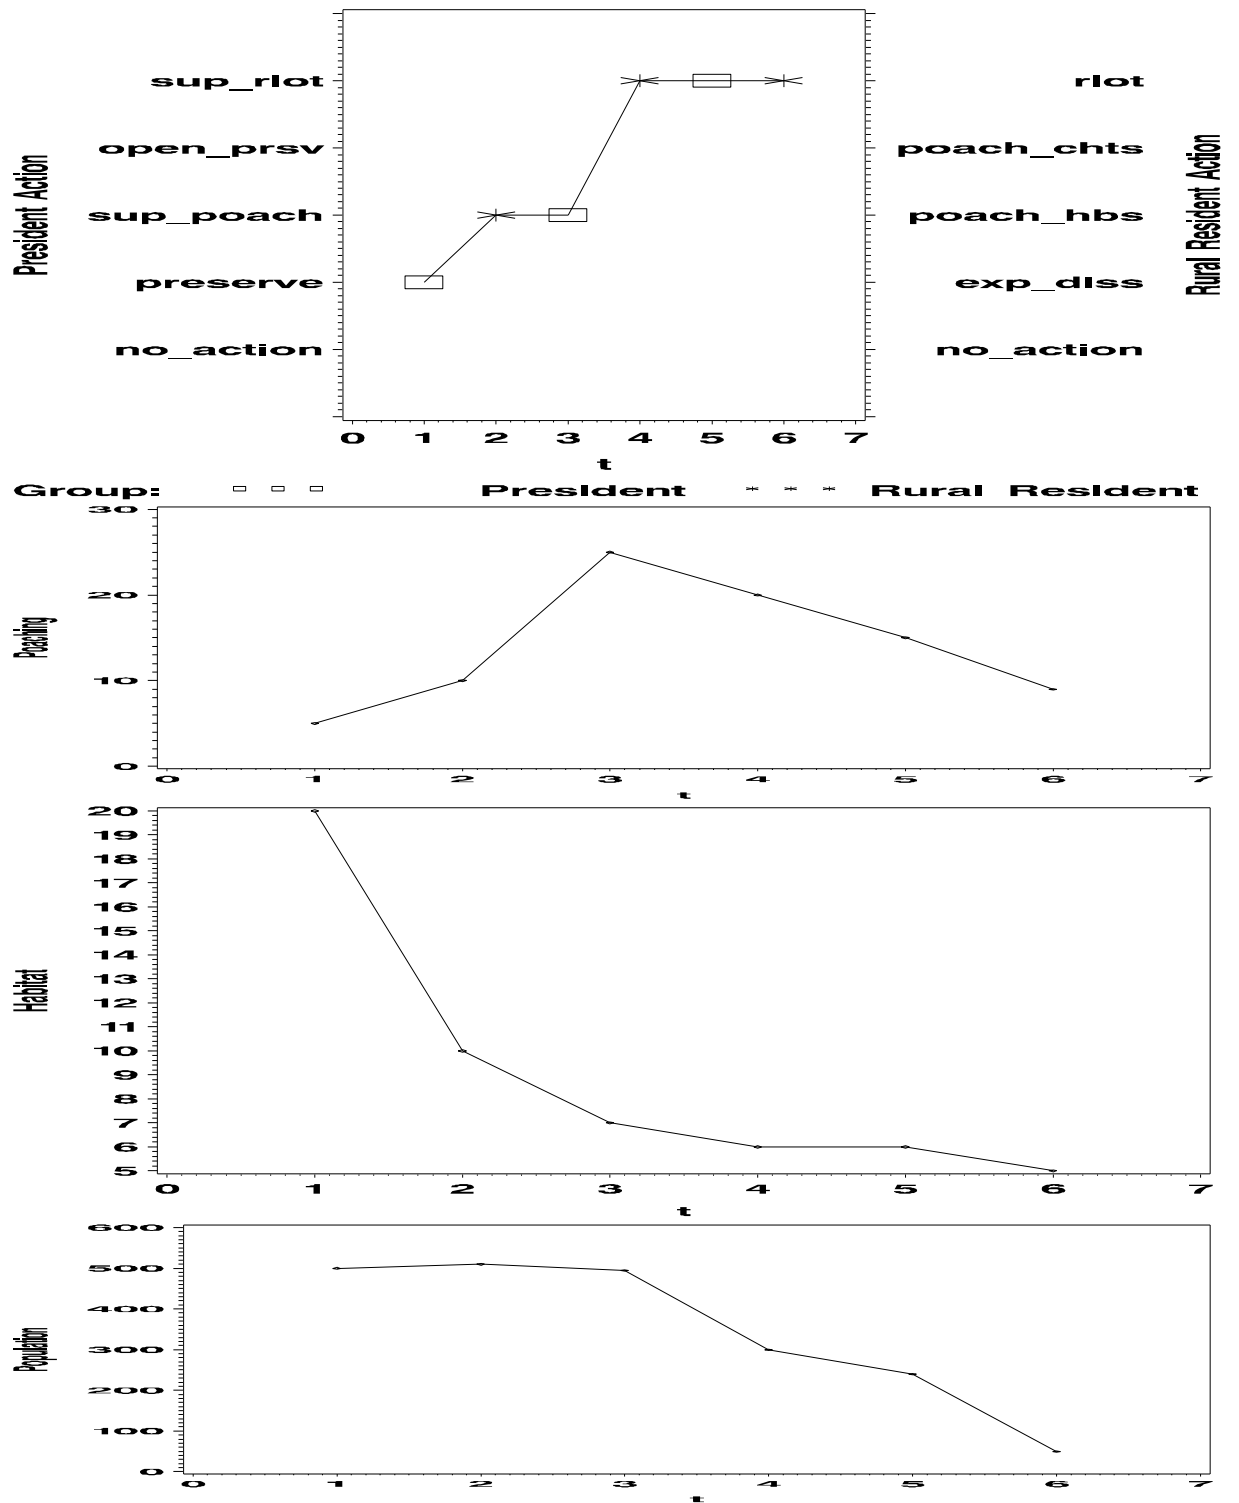 sup_riot riot
open_prsv poach_chts
President Action
Rural Resident Action
sup_poach poach_hbs
preserve exp_diss
no_action no_action
0 1 2 3 4 5 6 7
t
Group: President Rural Resident
30
20
Poaching
10
0
0 1 2 3 4 5 6 7
t
20
19
18
17
16
15
14
13
Habitat
12
11
10
9
8
7
6
5
0 1 2 3 4 5 6 7
t
600
500
400
Population
300
200
100
0
0 1 2 3 4 5 6 7
t